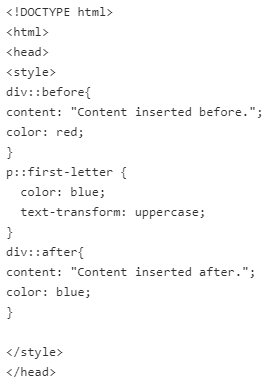 <!DOCTYPE html>
<html>
<head>
<style>
div::before{
content: "Content inserted before.";
color: red;
}
p::first-letter {
  color: blue;
  text-transform: uppercase;
}
div::after{
content: "Content inserted after.";
color: blue;
}

</style>
</head>